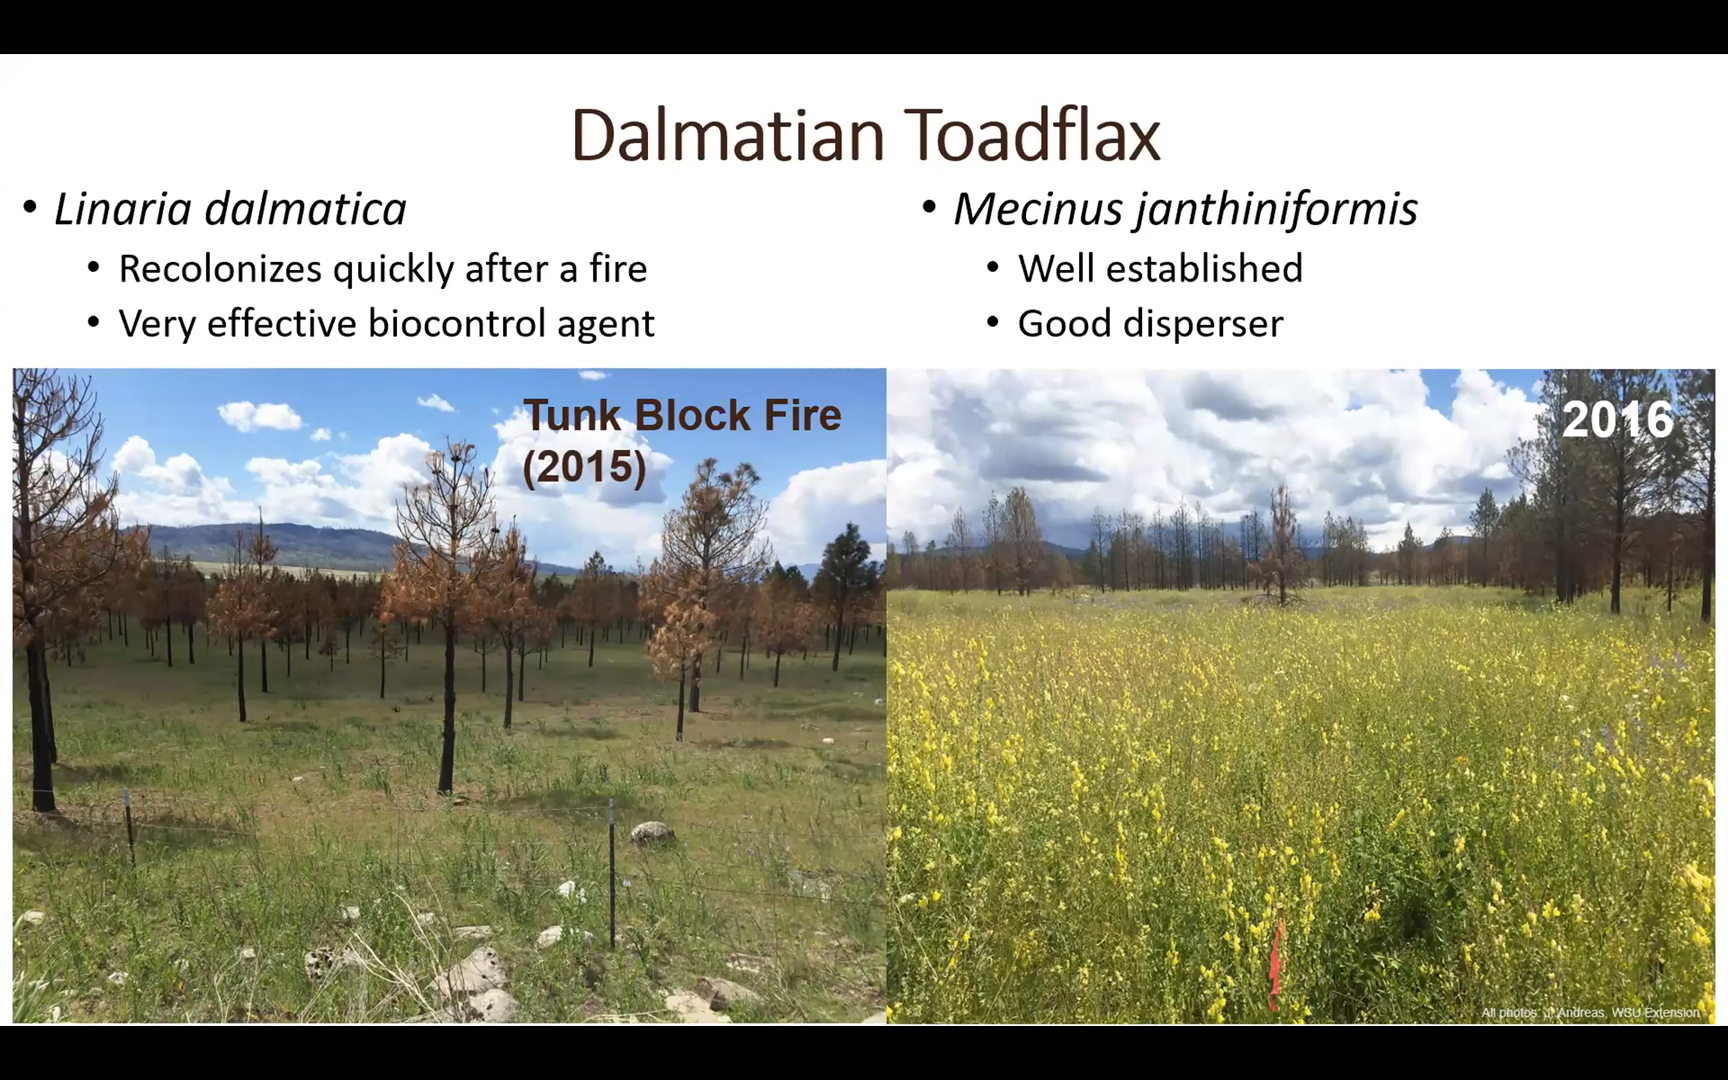 Dalmatian Toadflax
• Linaria dalmatica
• Recolonizes quickly after a fire
• Very effective biocontrol agent
• Mecinus janthiniformis
• Well established
• Good disperser
Tunk Block Fire
(2015)
2016
All photos: J. Andreas, WSU Extension